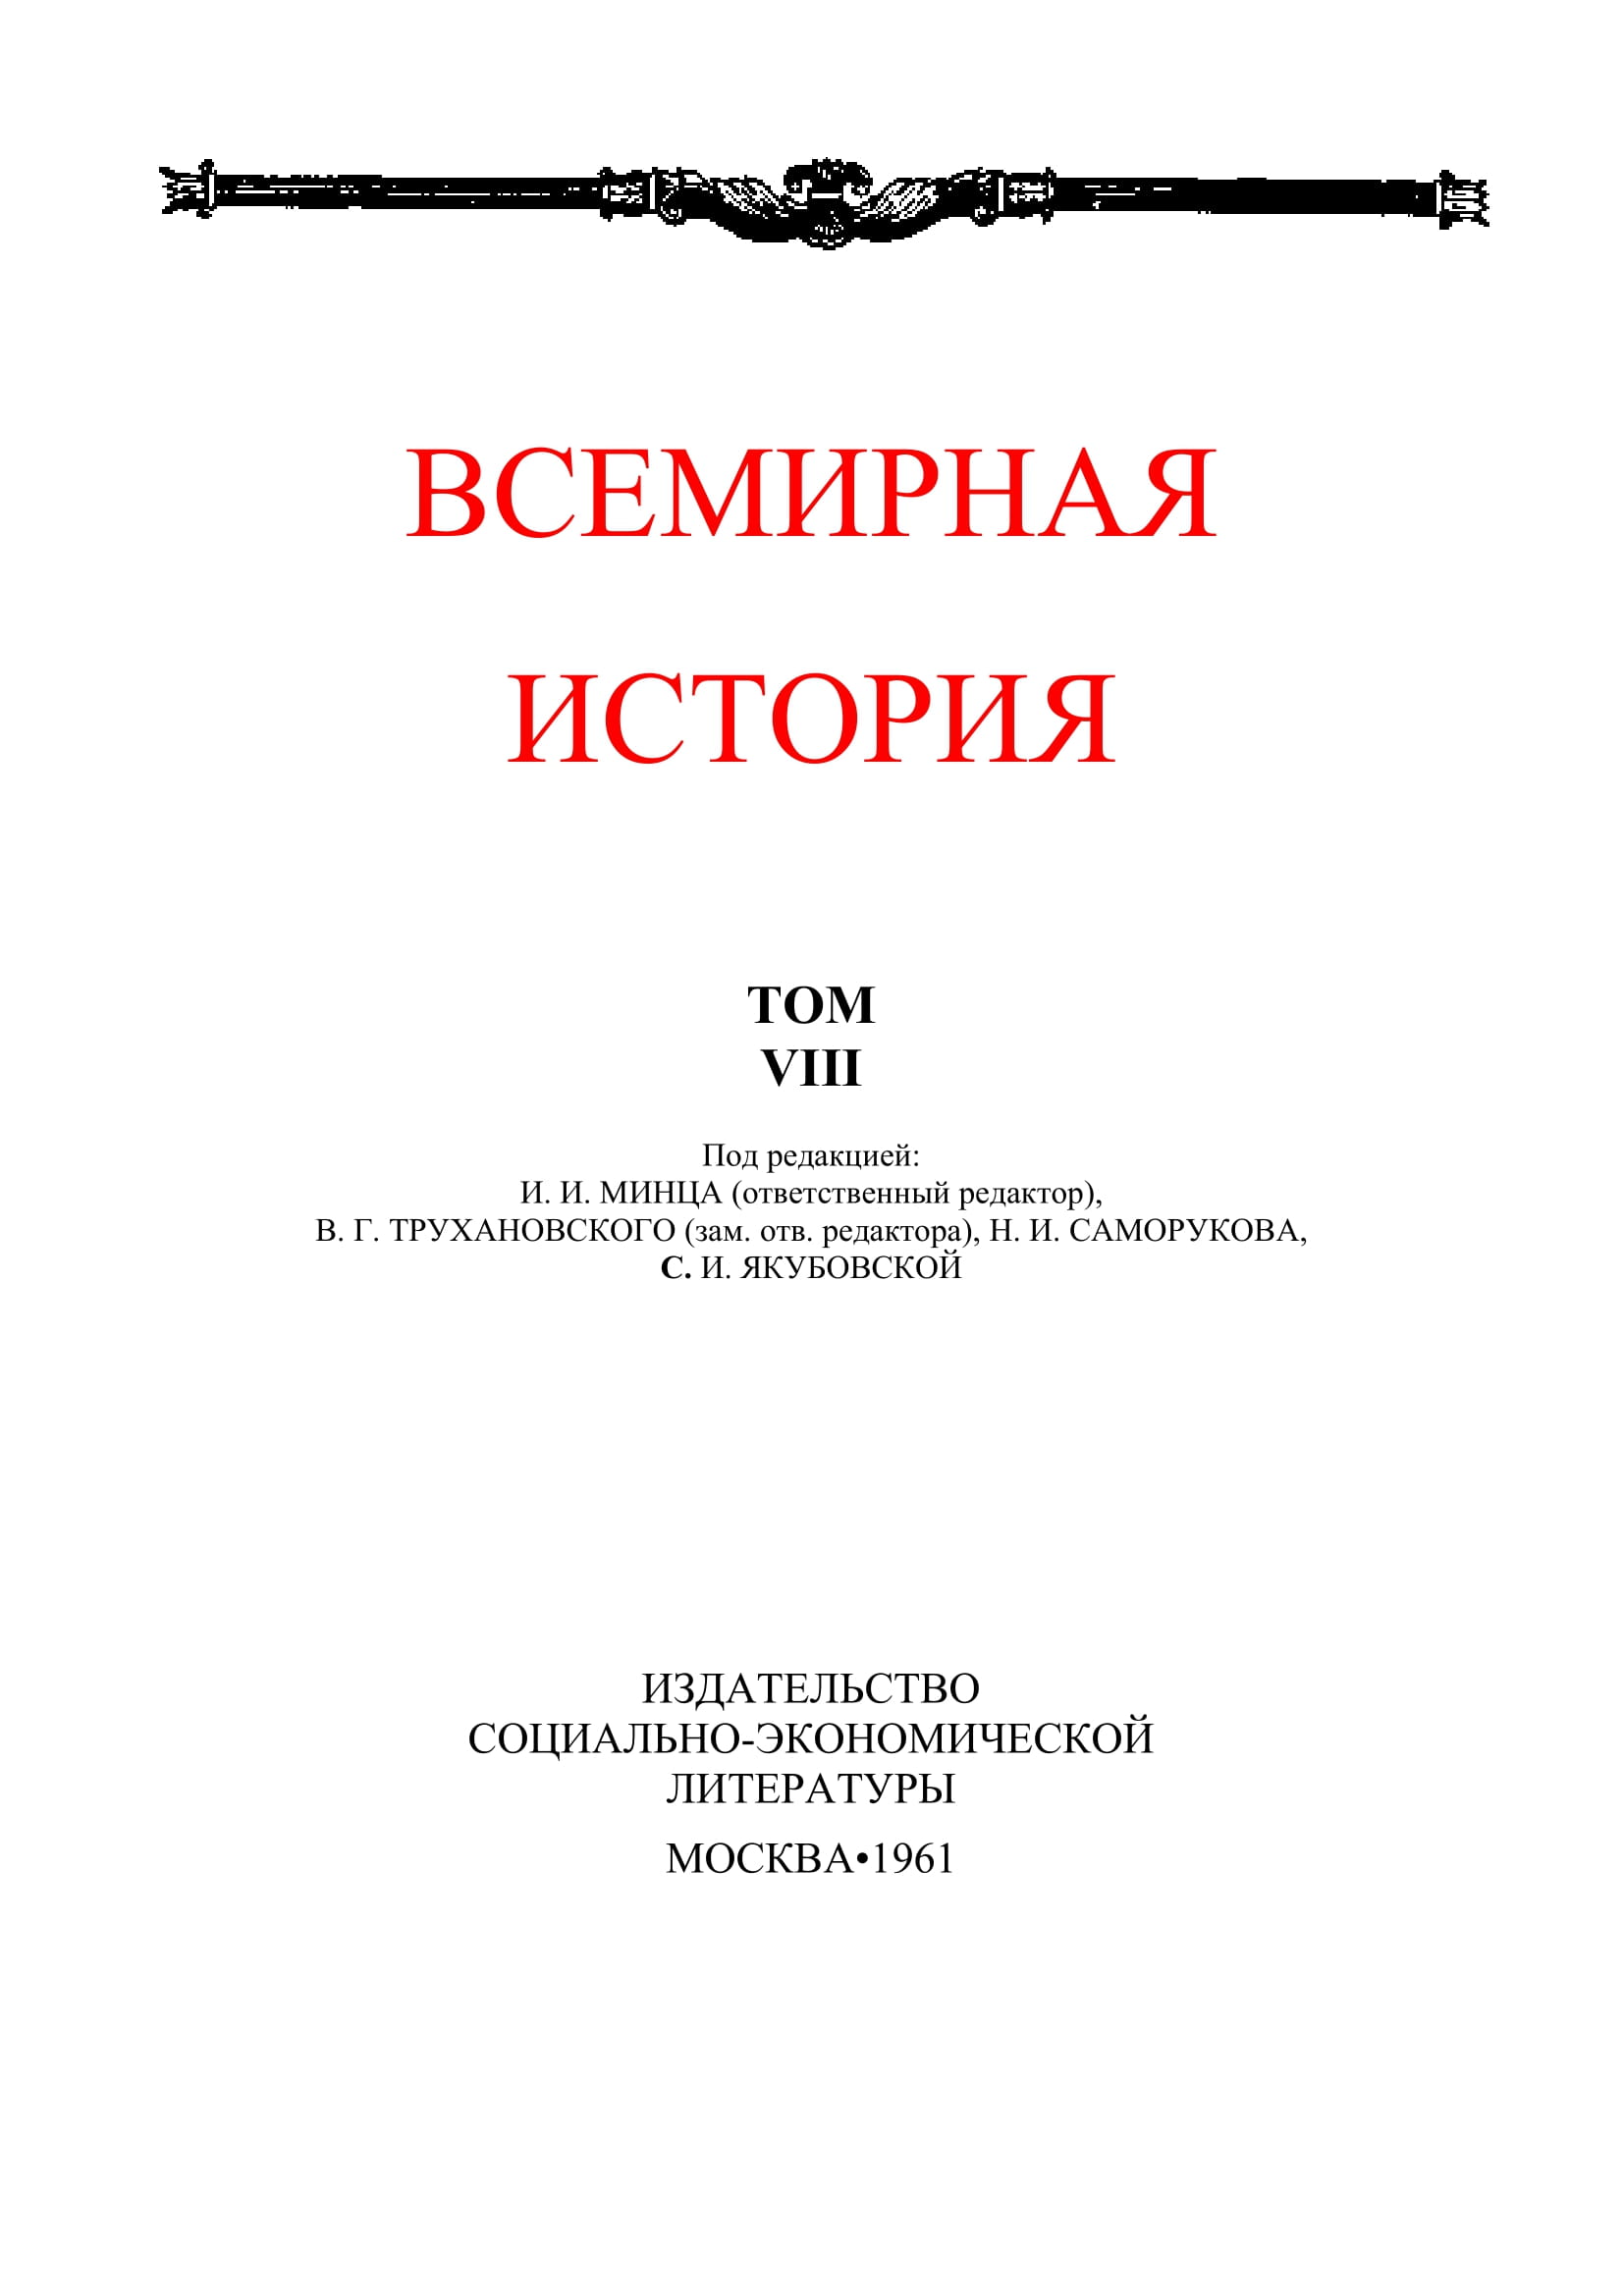 ВСЕМИРНАЯ
ИСТОРИЯ
ТОМ
VIII
Под редакцией:
И. И. МИНЦА (ответственный редактор),
В. Г. ТРУХАНОВСКОГО (зам. отв. редактора), Н. И. САМОРУКОВА,
С. И. ЯКУБОВСКОЙ
ИЗДАТЕЛЬСТВО
СОЦИАЛЬНО-ЭКОНОМИЧЕСКОЙ
ЛИТЕРАТУРЫ
МОСКВА•1961